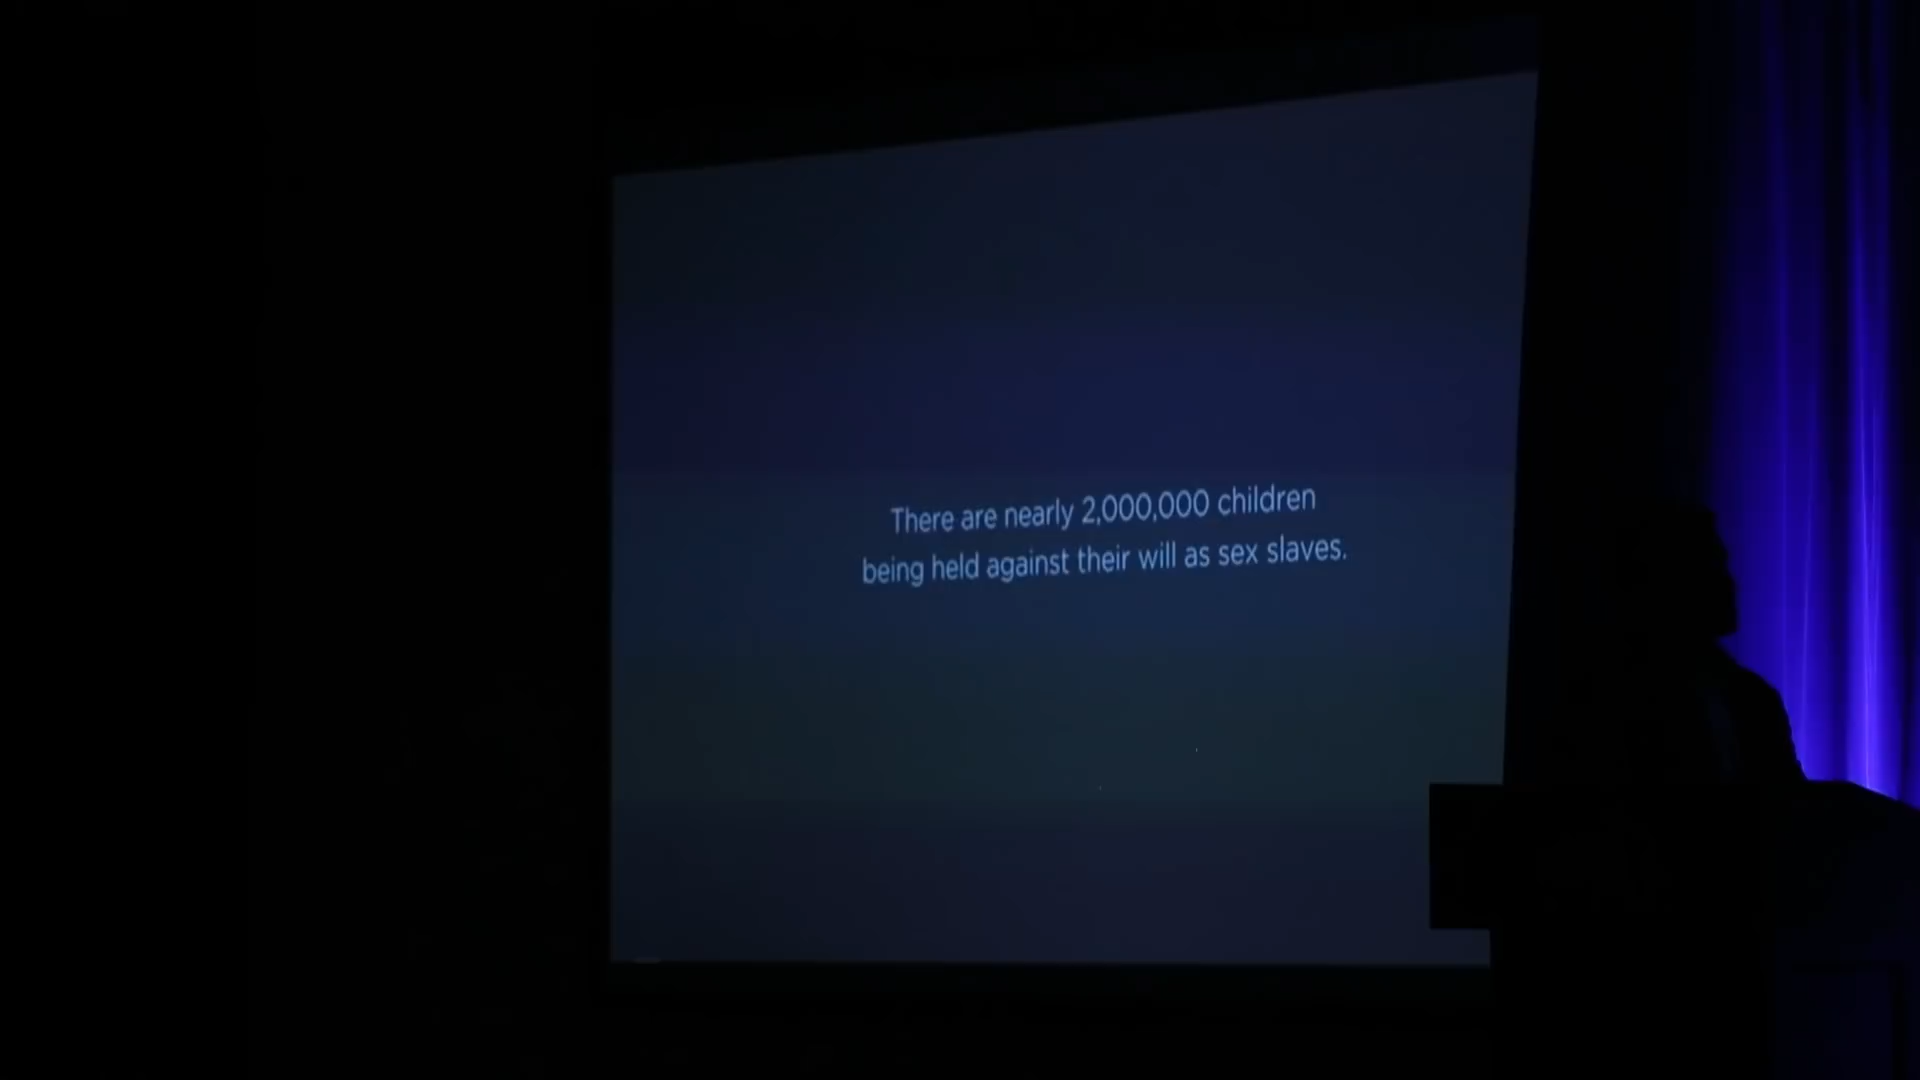 There are nearly 2,000,000 children
being held against their will as sex slaves.